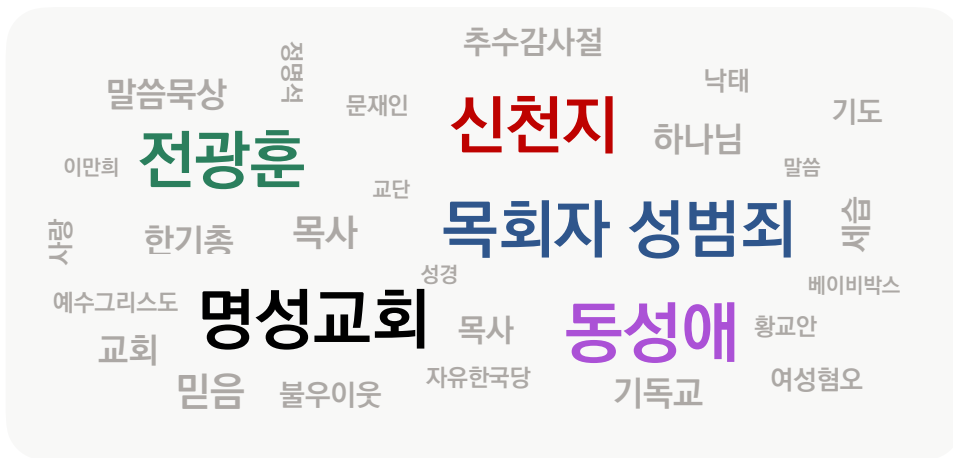 추수감사절
정명석
낙태
말씀묵상
문재인
신천지
기도
하나님
전광훈
이만희
말씀
교단
목회자 성범죄
세습
사랑
한기총
목사
성경
베이비박스
예수그리스도
명성교회
동성애
목사
황교안
교회
자유한국당
여성혐오
믿음
불우이웃
기독교